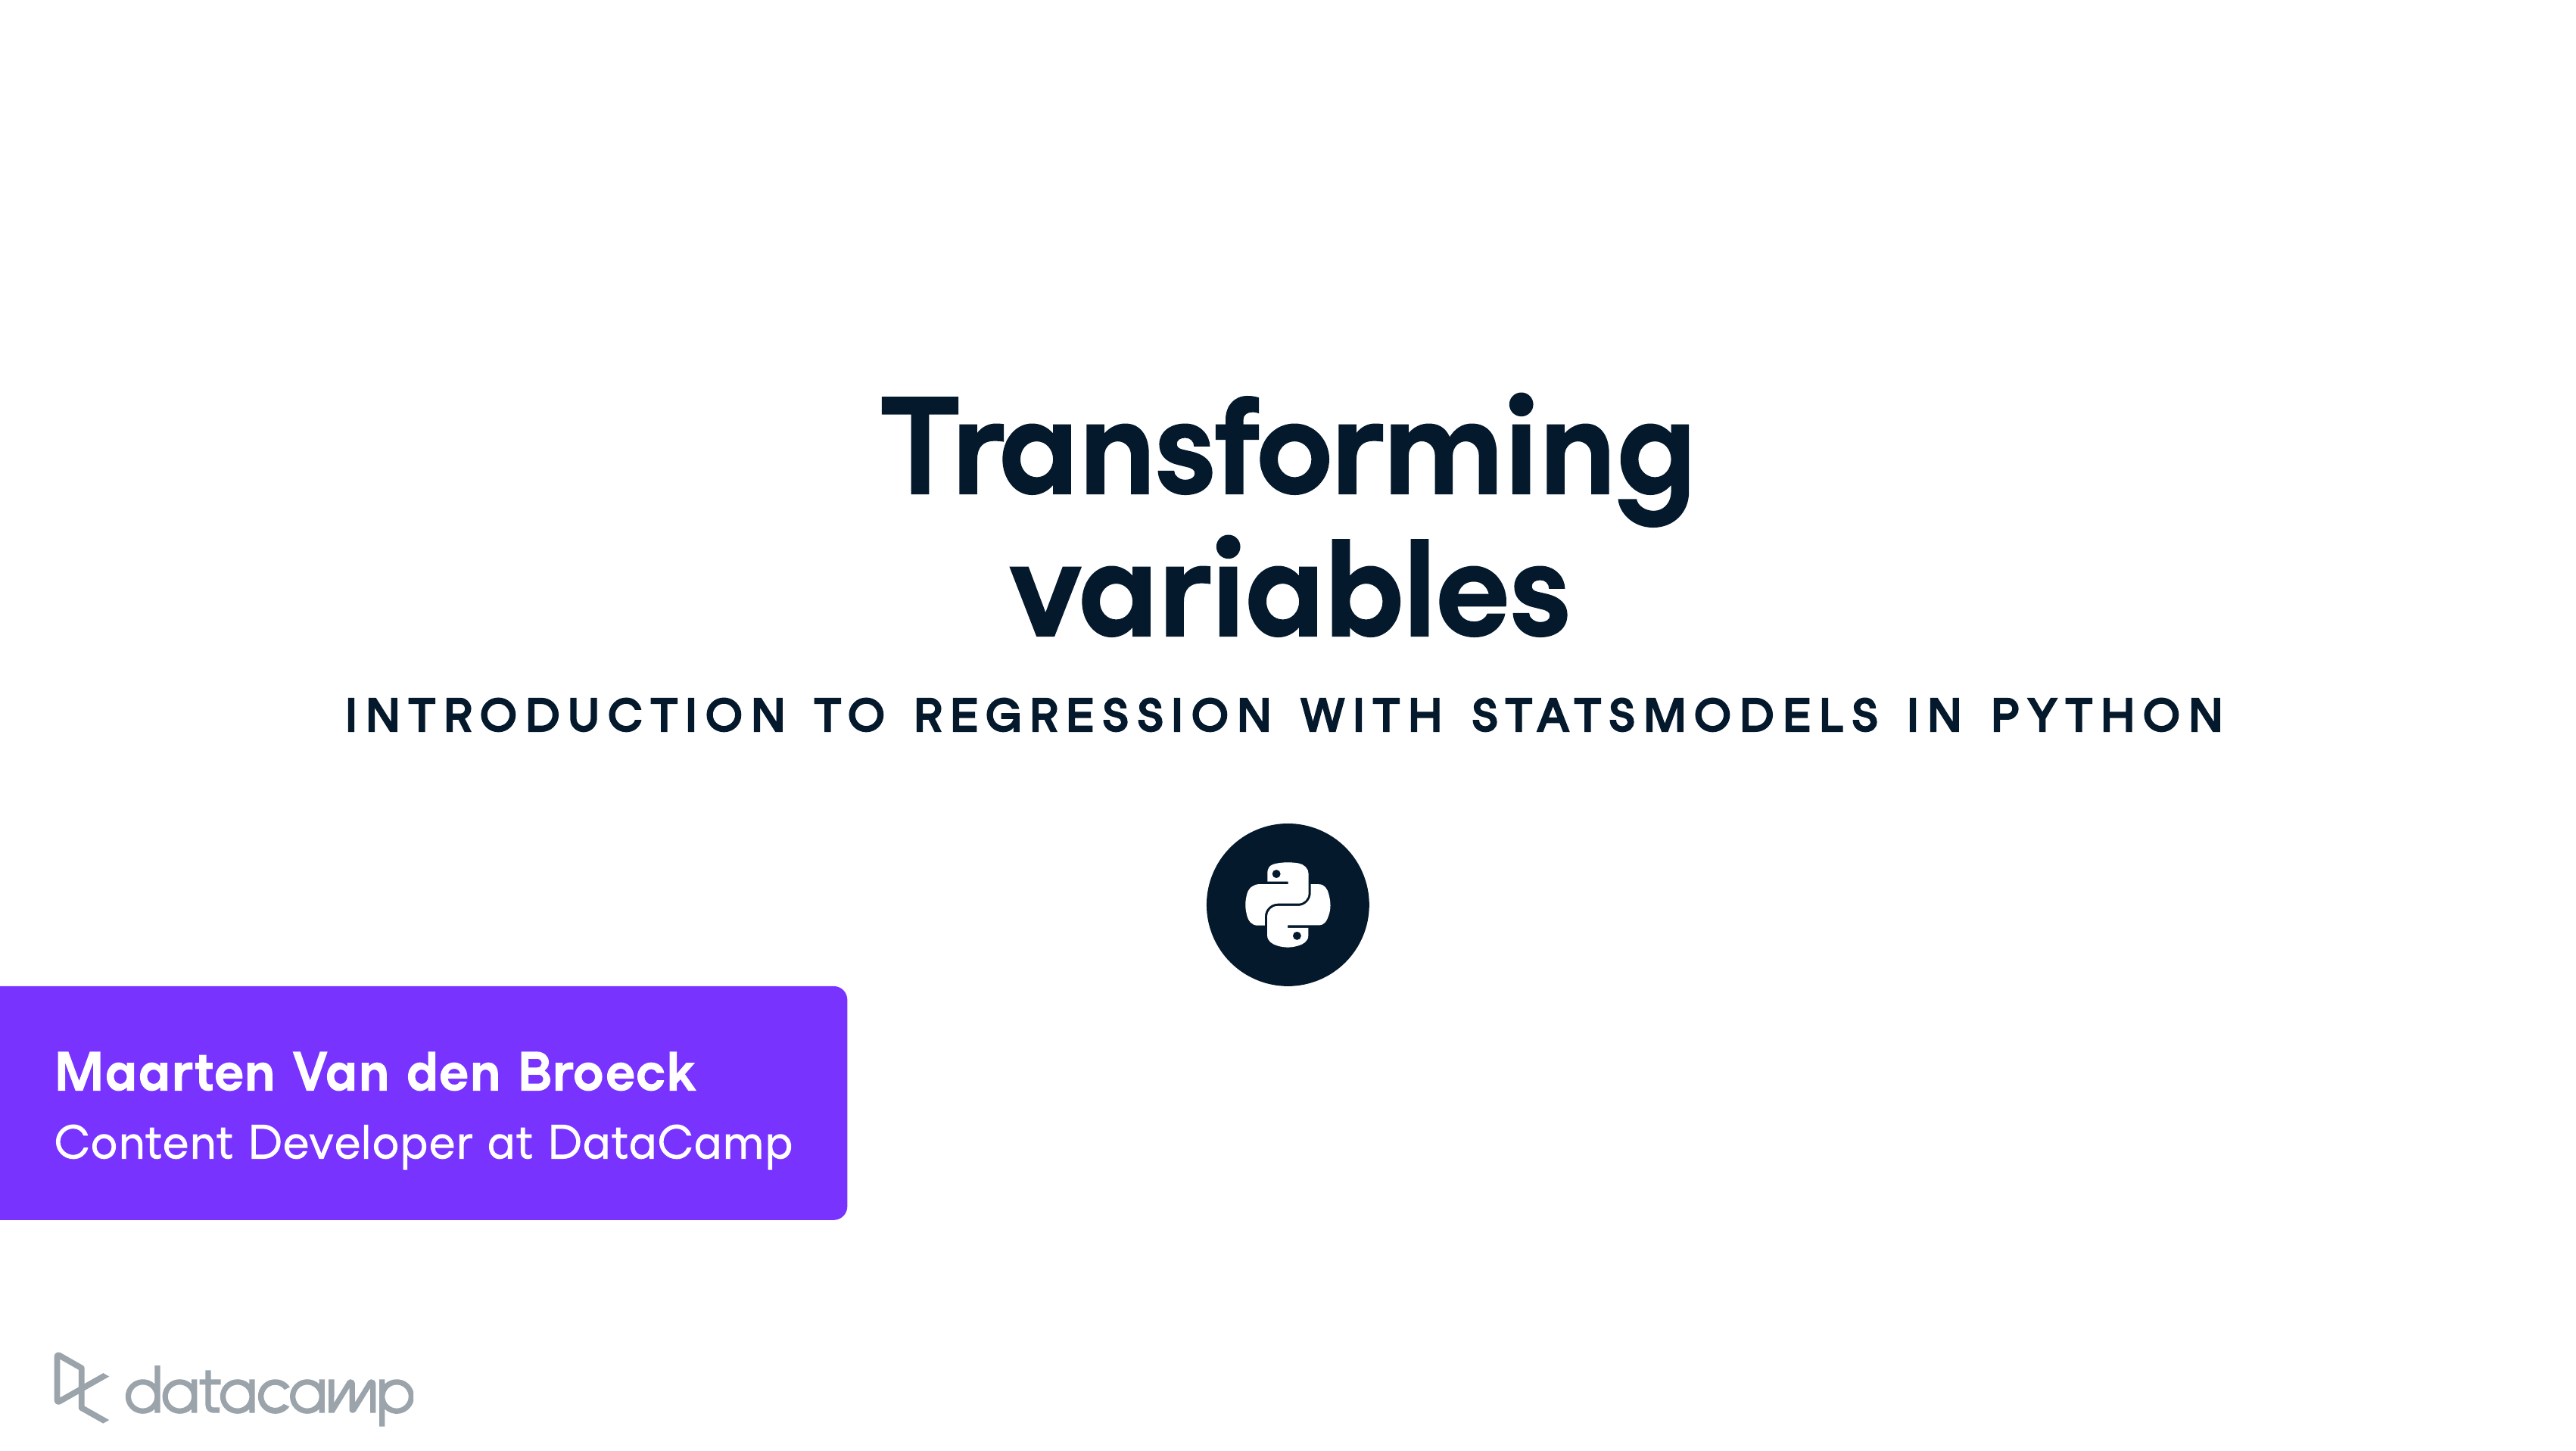 Transforming
variables
INTRODUCTION TO REGRESSION WITH STATSMODELS IN PYTHON
Maarten Van den Broeck
Content Developer at DataCamp
datacamp